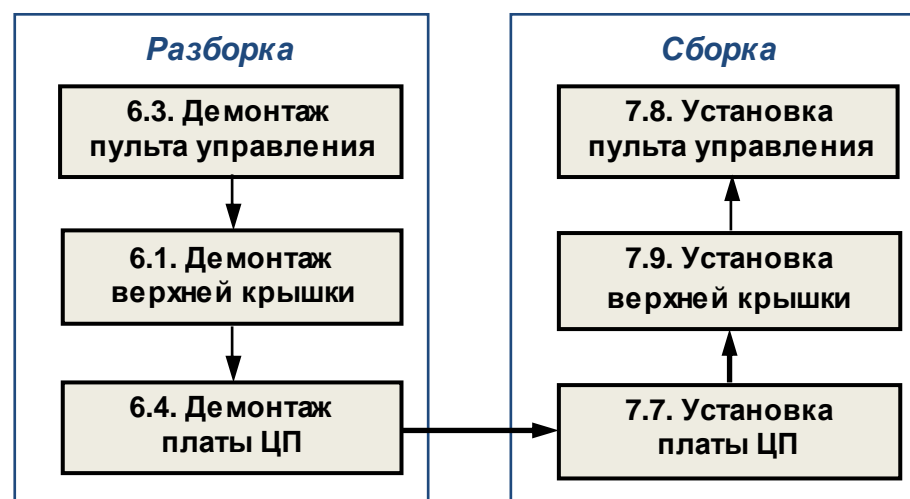 Разборка
6.3. Демонтаж
пульта управления
6.1. Демонтаж
верхней крышки
6.4. Демонтаж
платы ЦП
Сборка
7.8. Установка
пульта управления
7.9. Установка
верхней крышки
7.7. Установка
платы ЦП